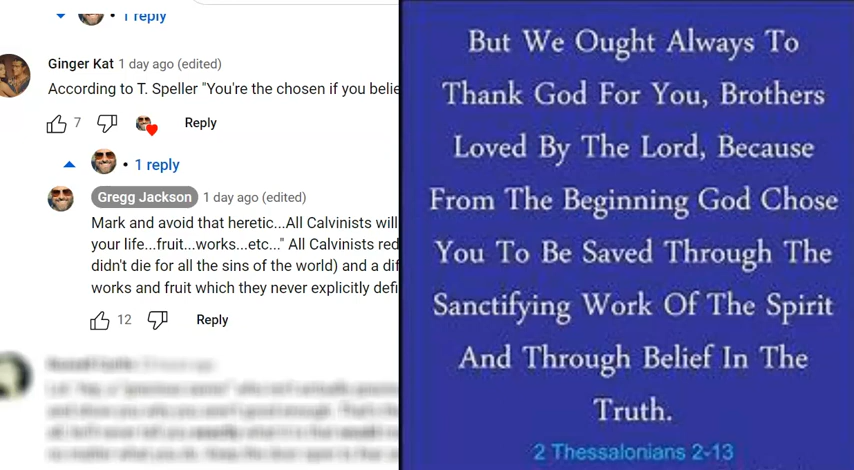 1 reply
Ginger Kat 1 day ago (edited)
According to T. Speller "You're the chosen if you belie
7 Reply
1 reply
Gregg Jackson 1 day ago (edited)
Mark and avoid that heretic...All Calvinists will
your life...fruit...works...etc..." All Calvinists red
didn't die for all the sins of the world) and a dif
works and fruit which they never explicitly defi
12 Reply
But We Ought Always To
Thank God For You, Brothers
Loved By The Lord, Because
From The Beginning God Chose
You To Be Saved Through The
Sanctifying Work Of The Spirit
And Through Belief In The
Truth.
2 Thessalonians 2-13